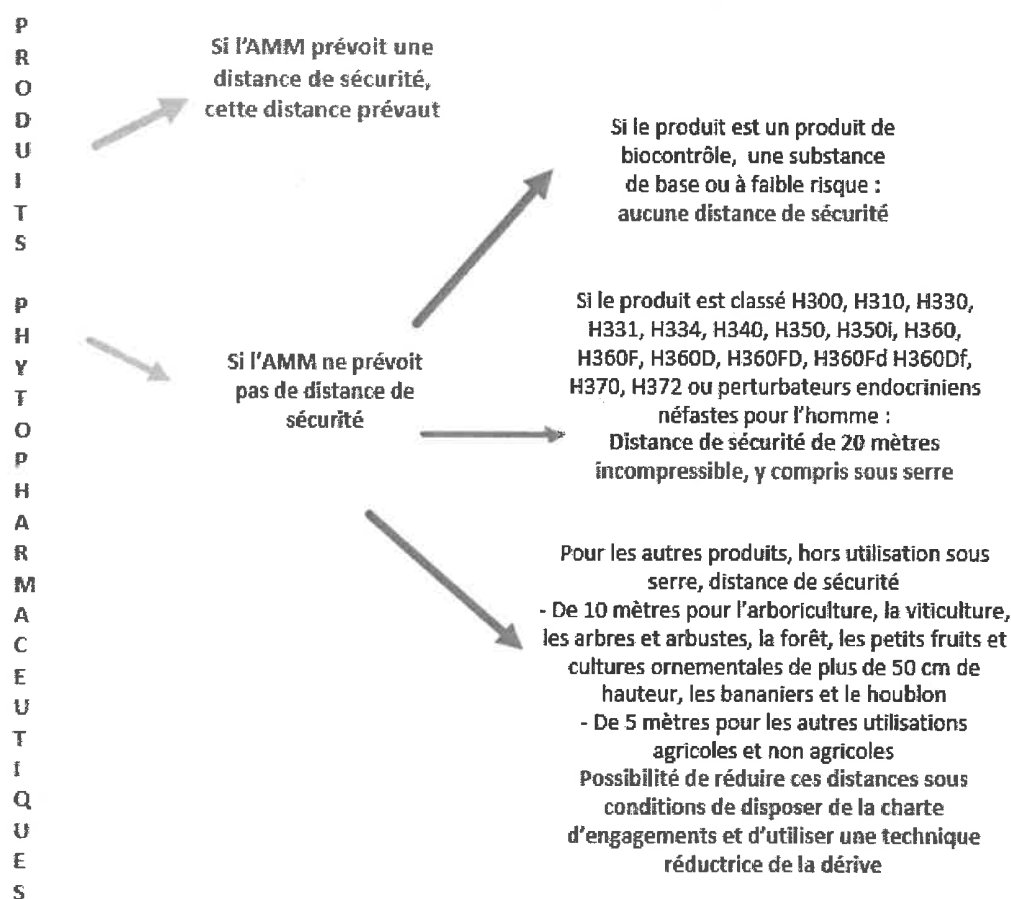 PRODUITS PHYTOPHARMACEUTIQUES
Si l'AMM prévoit une
distance de sécurité,
cette distance prévaut
Si l'AMM ne prévoit
pas de distance de
sécurité
Si le produit est un produit de
biocontrôle, une substance
de base ou à faible risque :
aucune distance de sécurité
Si le produit est classé H300, H310, H330,
H331, H334, H340, H350, H350i, H360,
H360F, H360D, H360FD, H360Fd H360Df,
H370, H372 ou perturbateurs endocriniens
néfastes pour l'homme :
Distance de sécurité de 20 mètres
incompressible, y compris sous serre
Pour les autres produits, hors utilisation sous
serre, distance de sécurité
- De 10 mètres pour l'arboriculture, la viticulture,
les arbres et arbustes, la forêt, les petits fruits et
cultures ornementales de plus de 50 cm de
hauteur, les bananiers et le houblon
- De 5 mètres pour les autres utilisations
agricoles et non agricoles
Possibilité de réduire ces distances sous
conditions de disposer de la charte
d'engagements et d'utiliser une technique
réductrice de la dérive